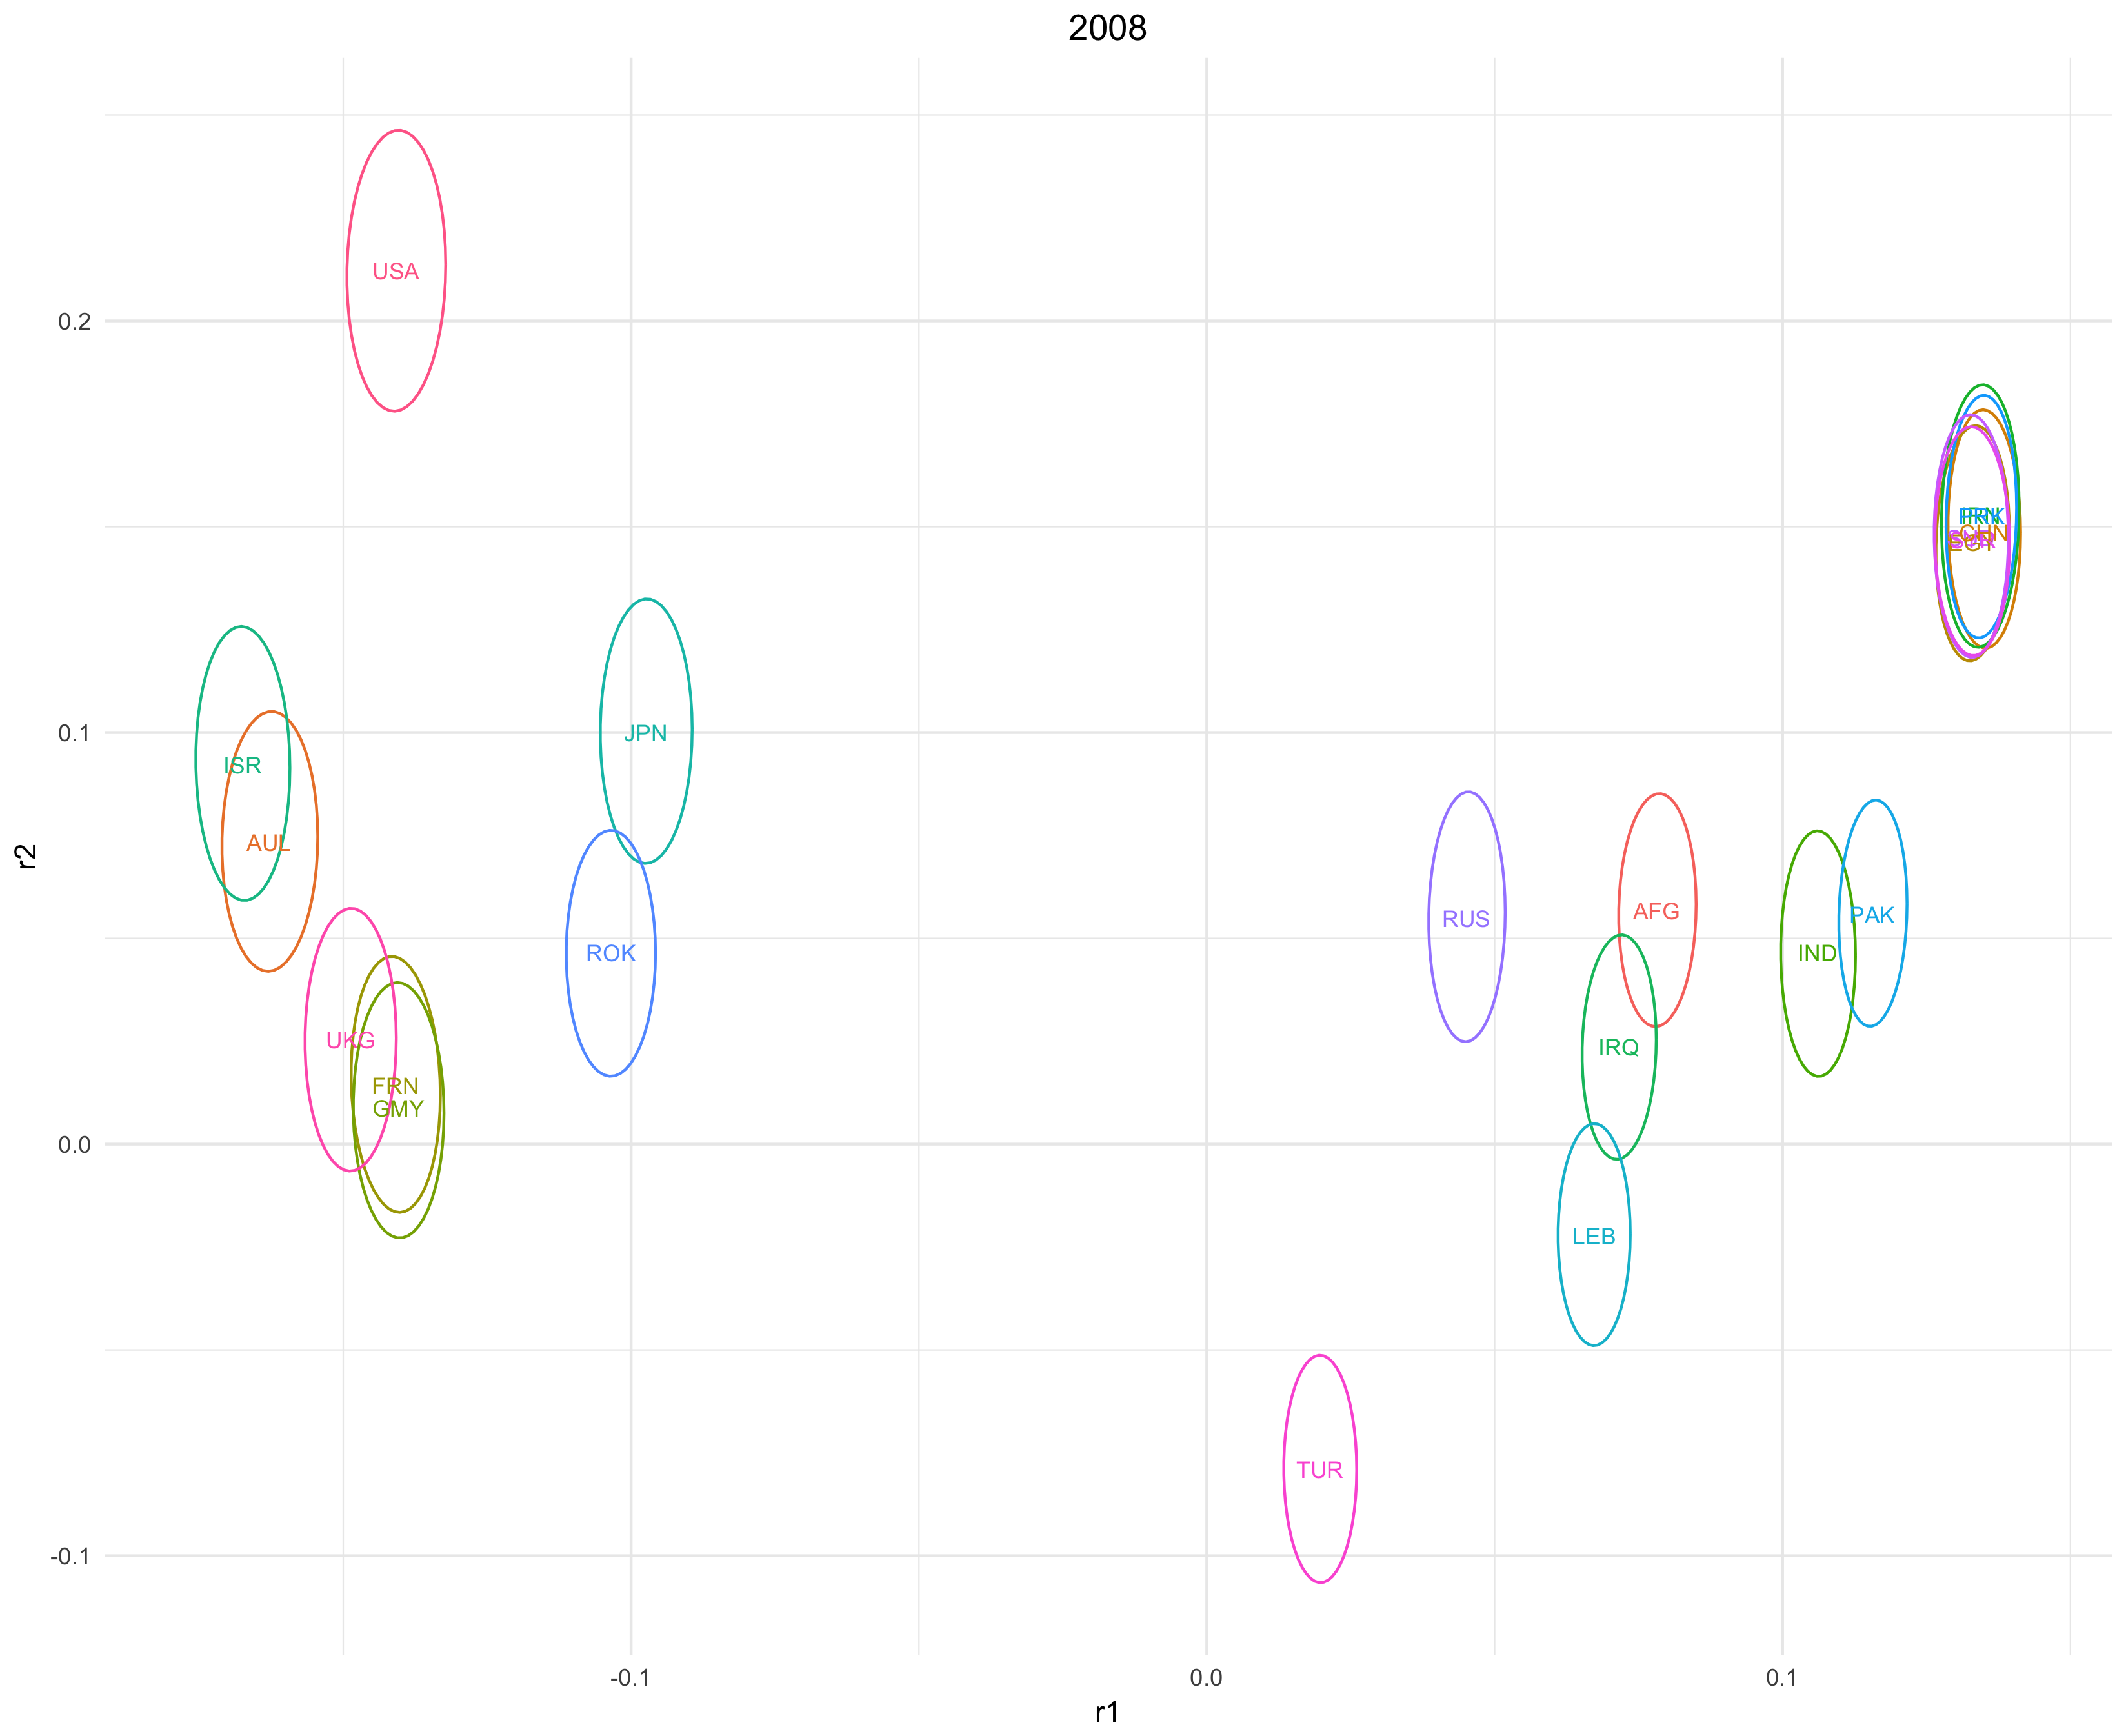 2008
USA
0.2
CHN
JPN
0.1
ISR
AUL
PAK
AFG
RUS
r2
ROK
IND
UKG
IRQ
FRN
GMY
0.0
LEB
TUR
-0.1
-0.1
0.0
0.1
r1